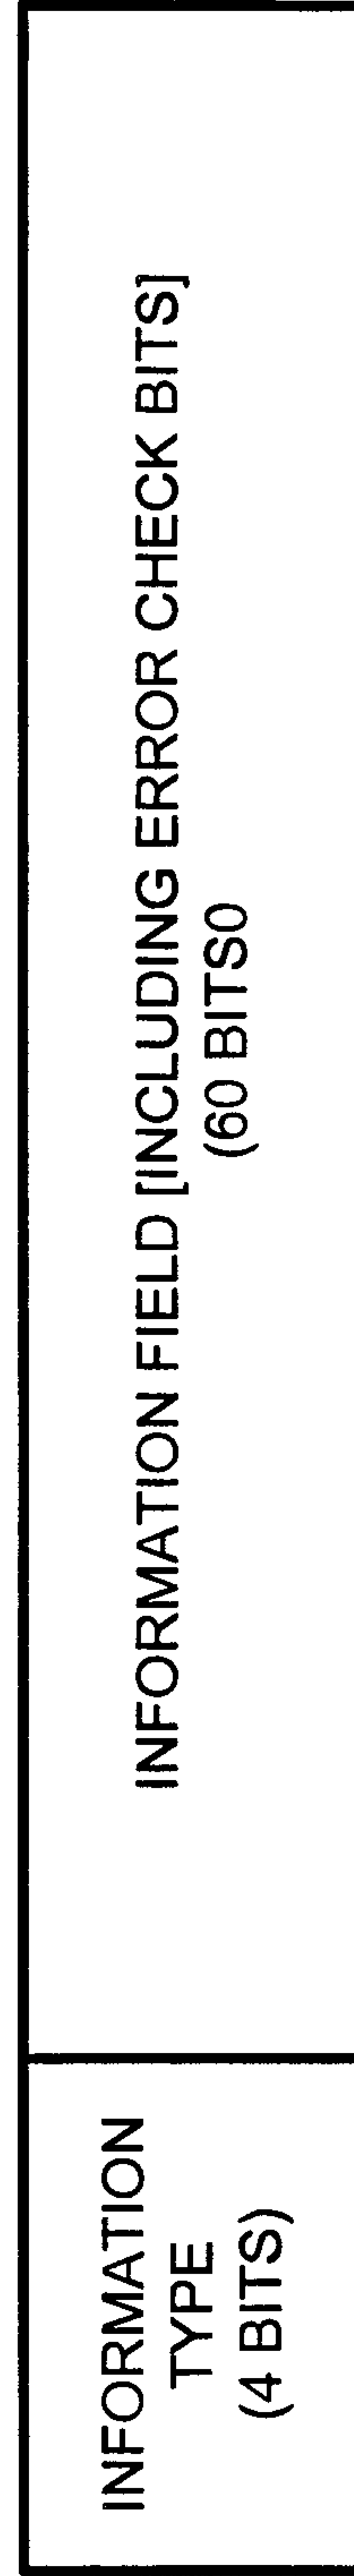 INFORMATION
TYPE
(4 BITS)
INFORMATION FIELD [INCLUDING ERROR CHECK BITS]
(60 BITS0